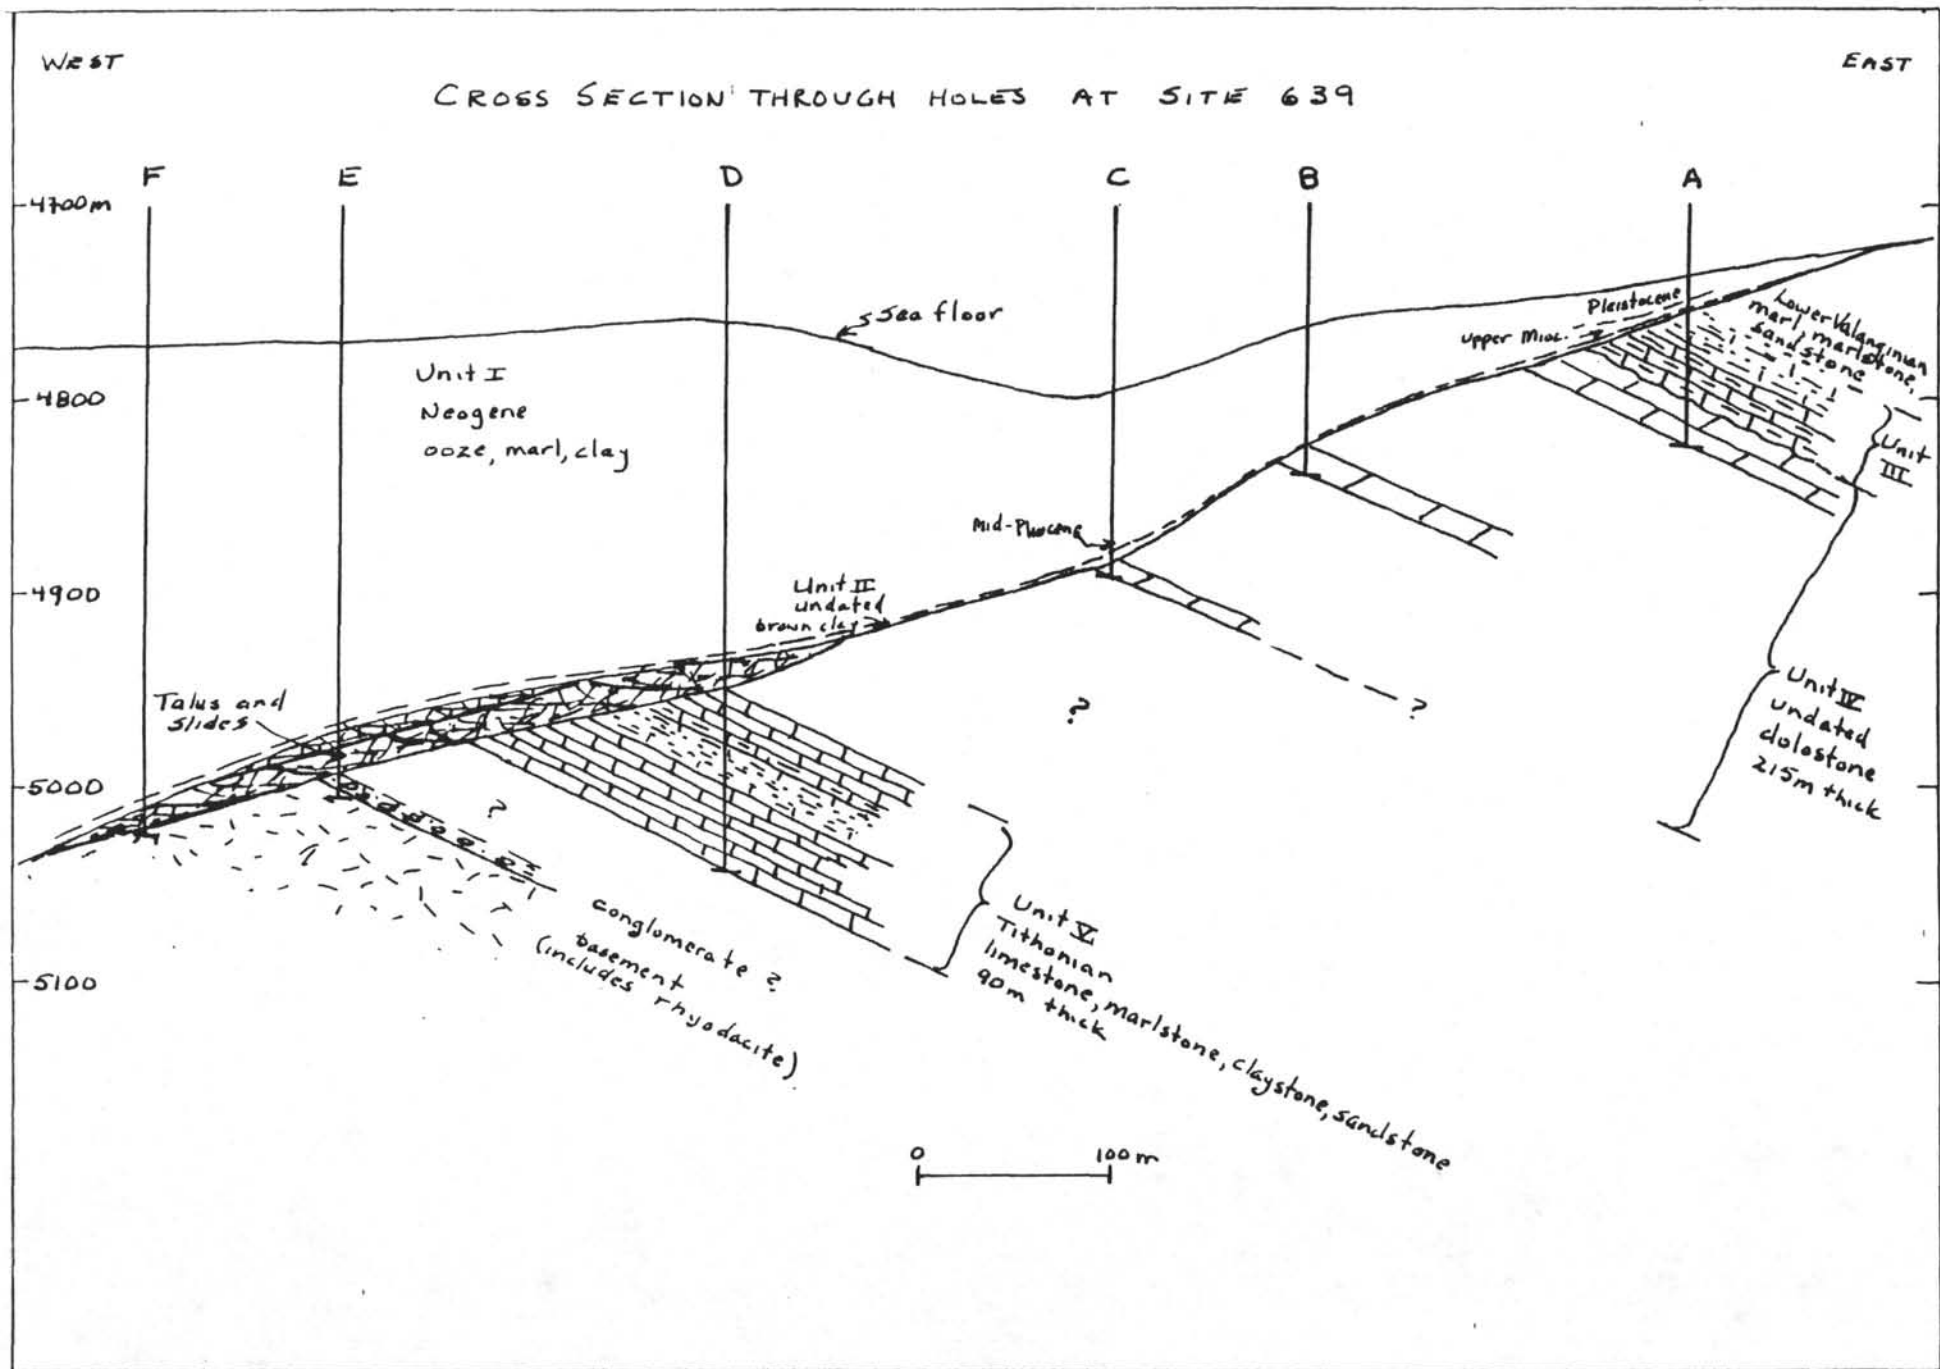 WEST
EAST
CROSS SECTION THROUGH HOLES AT SITE 639
F
E
D
C
B
A
4700m
4800
4900
5000
5100
Sea floor
Unit I
Neogene
ooze, marl, clay
Pleistocene
Upper Mioc.
Lower Valanginian
marl, marlstone,
sandstone
Unit
III
Mid-Pliocene
Unit II
undated
brown clay
Talus and
slides
?
?
?
Unit IV
undated
dolostone
215m thick
Unit V
Tithonian
limestone, marlstone, claystone, sandstone
90m thick
conglomerate ?
basement
(includes rhyodacite)
0
100m